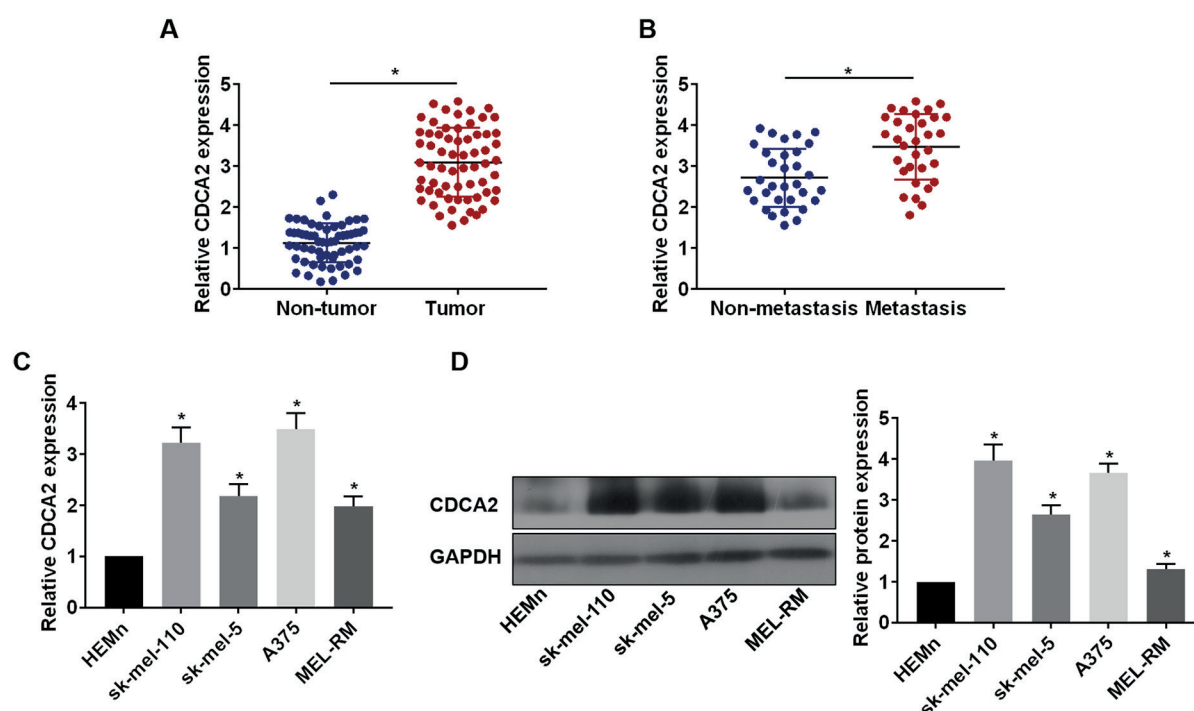 A
Relative CDCA2 expression
5
4
3
2
1
0
*
Non-tumor
Tumor
B
Relative CDCA2 expression
5
4
3
2
1
0
*
Non-metastasis
Metastasis
C
Relative CDCA2 expression
4
3
2
1
0
*
*
*
*
HEMn
sk-mel-110
sk-mel-5
A375
MEL-RM
D
CDCA2
GAPDH
HEMn
sk-mel-110
sk-mel-5
A375
MEL-RM
Relative protein expression
5
4
3
2
1
0
*
*
*
*
HEMn
sk-mel-110
sk-mel-5
A375
MEL-RM